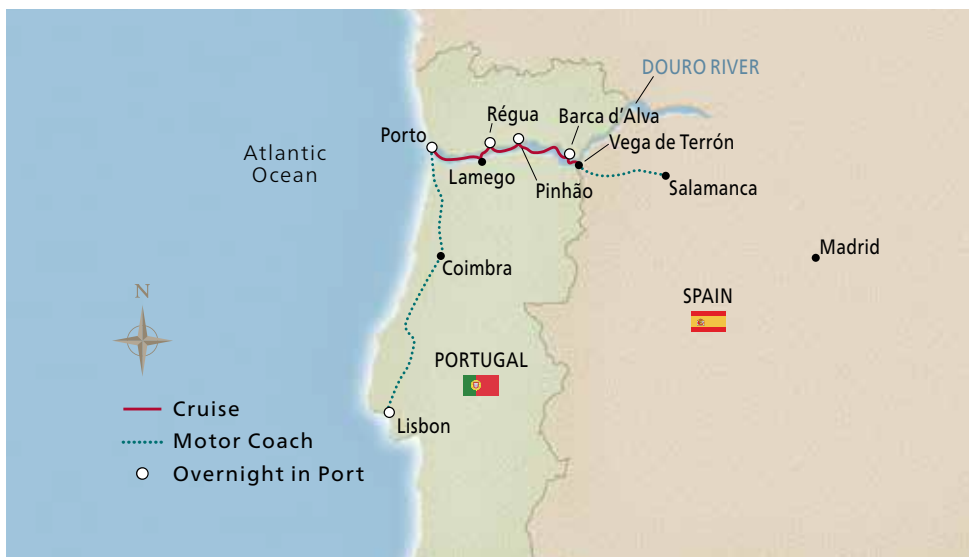 DOURO RIVER
Régua
Barca d'Alva
Porto
Vega de Terrón
Atlantic
Ocean
Lamego
Pinhão
Salamanca
Madrid
Coimbra
N
SPAIN
PORTUGAL
Cruise
Lisbon
Motor Coach
Overnight in Port